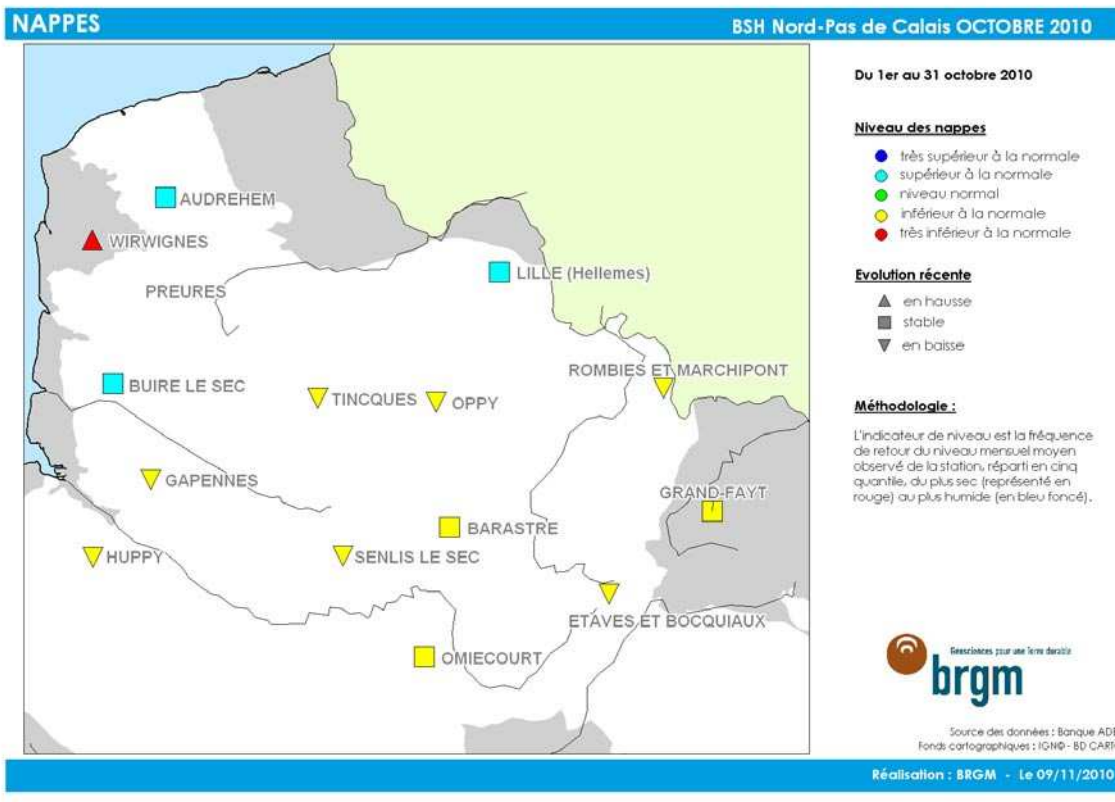 NAPPES
BSH Nord-Pas de Calais OCTOBRE 2010
AUDREHEM
WIRWIGNES
LILLE (Hellemes)
PREURES
ROMBIES ET MARCHIPONT
BUIRE LE SEC
TINCQUES
OPPY
GAPENNES
GRAND-FAYT
BARASTRE
HUPPY
SENLIS LE SEC
ETAVES ET BOCQUIAUX
OMIECOURT
Du 1er au 31 octobre 2010
Niveau des nappes
très supérieur à la normale
supérieur à la normale
niveau normal
inférieur à la normale
très inférieur à la normale
Evolution récente
en hausse
stable
en baisse
Méthodologie :
L'indicateur de niveau est la fréquence
de retour du niveau mensuel moyen
observé de la station, réparti en cinq
quantile, du plus sec (représenté en
rouge) au plus humide (en bleu foncé).
Géosciences pour une Terre durable
brgm
Source des données : Banque ADE
Fonds cartographiques : IGN© - BD CART
Réalisation : BRGM - Le 09/11/2010